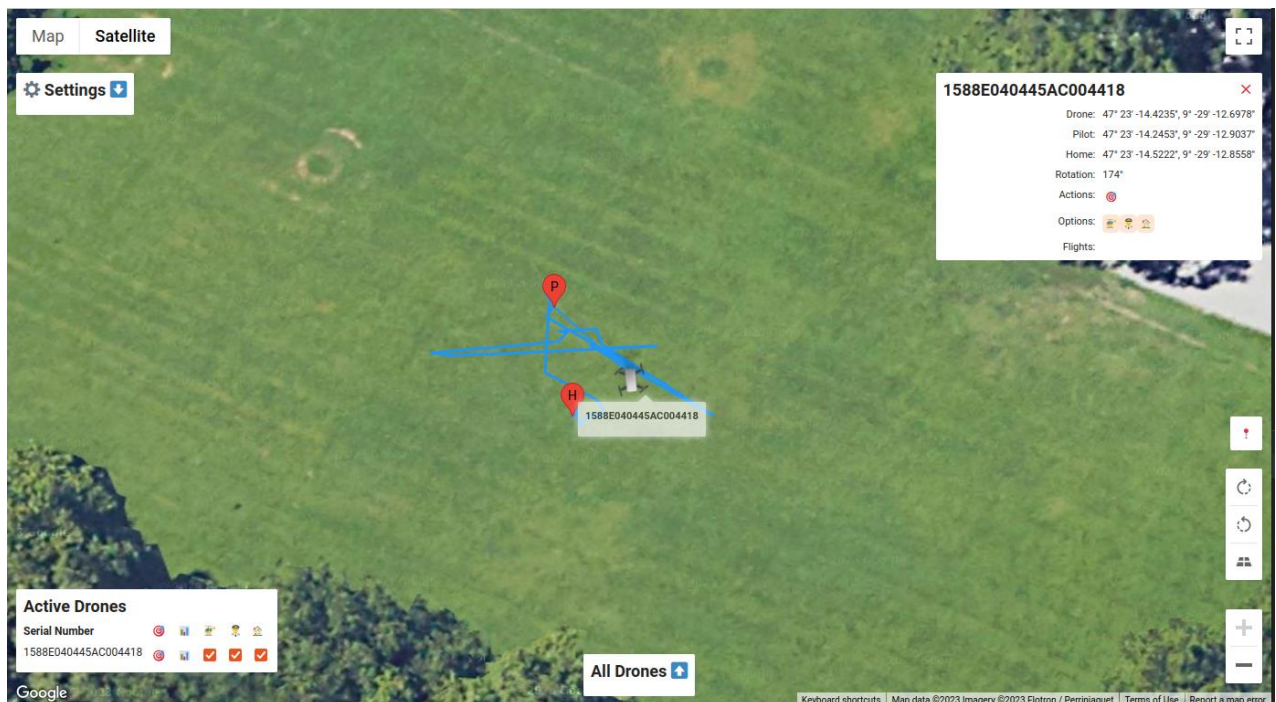 Map Satellite
Settings
1588E040445AC004418
Drone: 47° 23' -14.4235", 9° -29' -12.6978"
Pilot: 47° 23' -14.2453", 9° -29' -12.9037"
Home: 47° 23' -14.5222", 9° -29' -12.8558"
Rotation: 174°
Actions:
Options:
Flights:
P
H
1588E040445AC004418
Active Drones
Serial Number
1588E040445AC004418
All Drones
Google
Keyboard shortcuts Map data ©2023 Imagery ©2023 Flotron / Perrinjaquet Terms of Use Report a map error